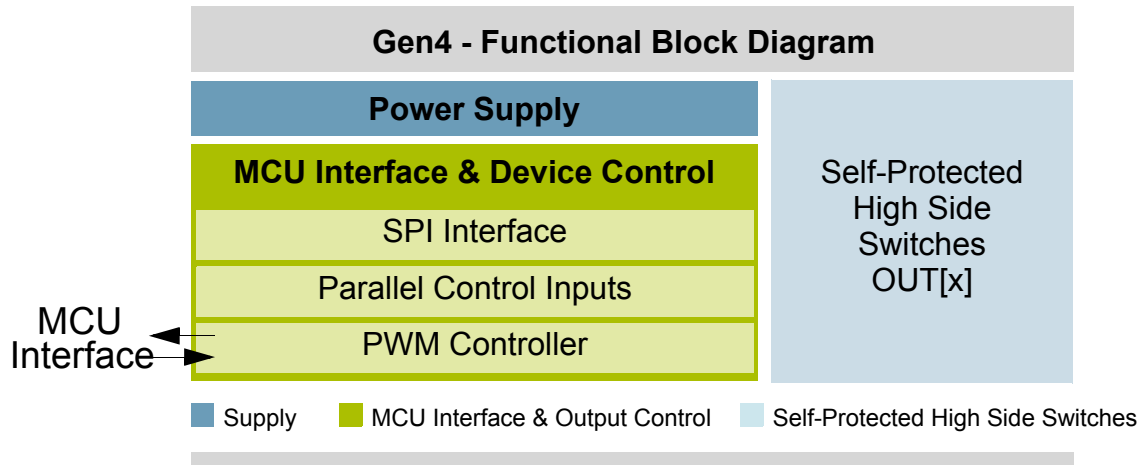 Gen4 - Functional Block Diagram
Power Supply
MCU Interface & Device Control
SPI Interface
Parallel Control Inputs
PWM Controller
Self-Protected
High Side
Switches
OUT[x]
MCU
Interface
Supply
MCU Interface & Output Control
Self-Protected High Side Switches